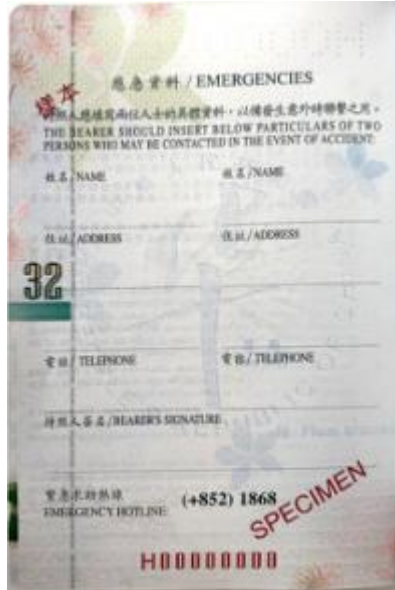 樣本
應急資料 / EMERGENCIES
持照人應填寫兩位人士的具體資料，以備發生意外時聯繫之用。
THE BEARER SHOULD INSERT BELOW PARTICULARS OF TWO
PERSONS WHO MAY BE CONTACTED IN THE EVENT OF ACCIDENT:
姓名/NAME 姓名/NAME
住址/ADDRESS 住址/ADDRESS
32
電話/ TELEPHONE 電話/ TELEPHONE
持照人簽名/BEARER'S SIGNATURE:
緊急求助熱線
EMERGENCY HOTLINE: (+852) 1868
SPECIMEN
H00000000